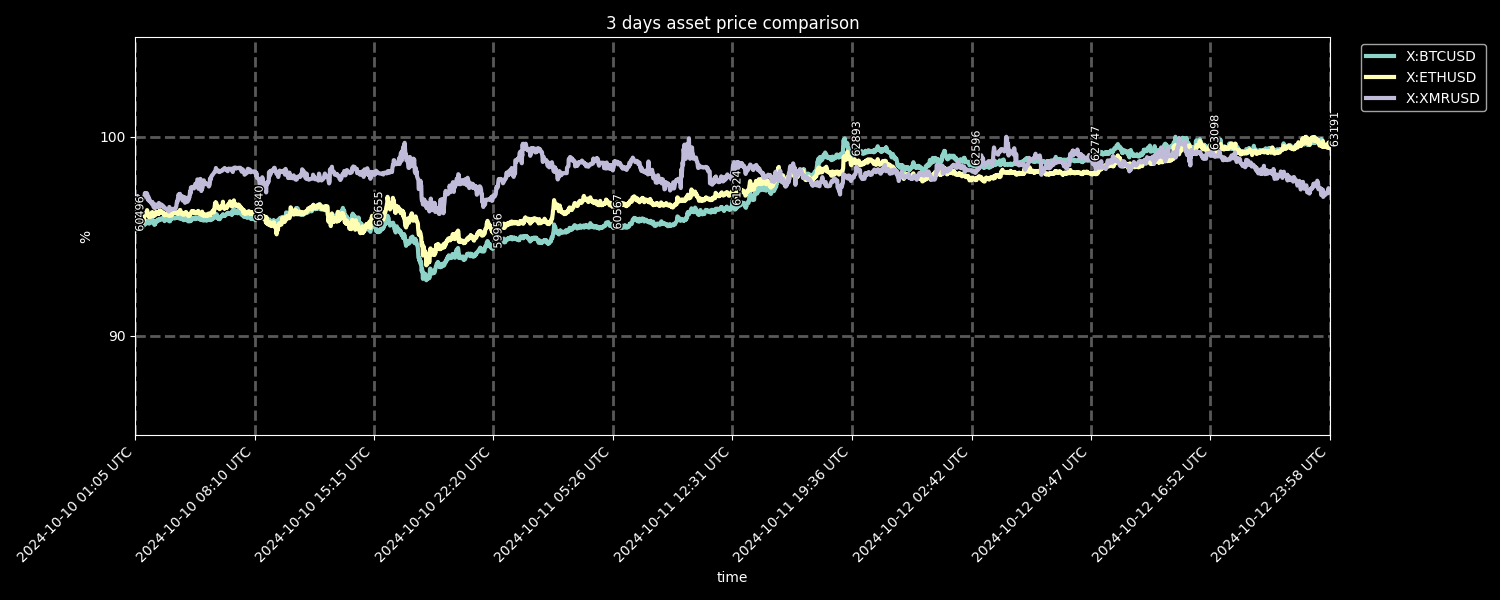 3 days asset price comparison
X:BTCUSD
X:ETHUSD
X:XMRUSD
%
100
90
60496
60840
60655
59956
60567
61324
62893
62596
62747
63098
63191
2024-10-10 01:05 UTC
2024-10-10 08:10 UTC
2024-10-10 15:15 UTC
2024-10-10 22:20 UTC
2024-10-11 05:26 UTC
2024-10-11 12:31 UTC
2024-10-11 19:36 UTC
2024-10-12 02:42 UTC
2024-10-12 09:47 UTC
2024-10-12 16:52 UTC
2024-10-12 23:58 UTC
time